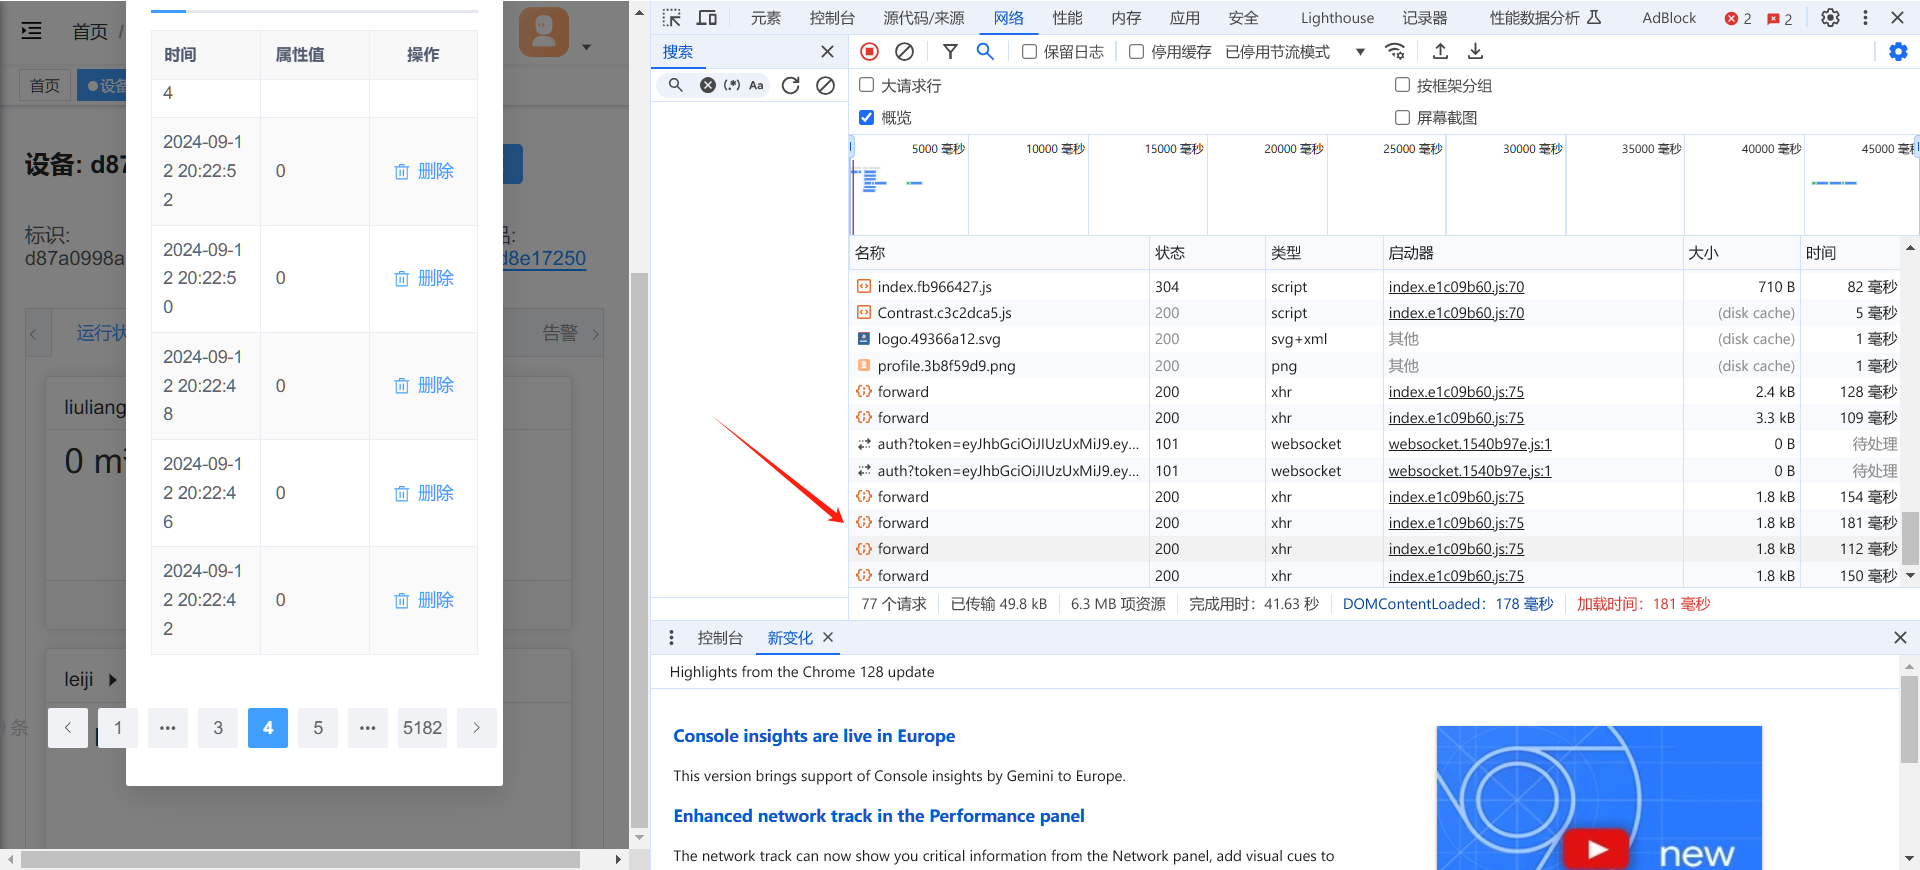 首页 /
首页
设备
设备: d87
标识:
d87a0998a
品:
d8e17250
运行状
告警
liuliang
0 m³
leiji
条
时间 属性值 操作
4
2024-09-1
2 20:22:5
2
0
删除
2024-09-1
2 20:22:5
0
0
删除
2024-09-1
2 20:22:4
8
0
删除
2024-09-1
2 20:22:4
6
0
删除
2024-09-1
2 20:22:4
2
0
删除
1 ••• 3 4 5 ••• 5182
元素 控制台 源代码/来源 网络 性能 内存 应用 安全 Lighthouse 记录器 性能数据分析 AdBlock 2 2
搜索
(.*) Aa
保留日志 停用缓存 已停用节流模式
大请求行 按框架分组
概览 屏幕截图
5000 毫秒 10000 毫秒 15000 毫秒 20000 毫秒 25000 毫秒 30000 毫秒 35000 毫秒 40000 毫秒 45000 毫秒
名称 状态 类型 启动器 大小 时间
index.fb966427.js 304 script index.e1c09b60.js:70 710 B 82 毫秒
Contrast.c3c2dca5.js 200 script index.e1c09b60.js:70 (disk cache) 5 毫秒
logo.49366a12.svg 200 svg+xml 其他 (disk cache) 1 毫秒
profile.3b8f59d9.png 200 png 其他 (disk cache) 1 毫秒
forward 200 xhr index.e1c09b60.js:75 2.4 kB 128 毫秒
forward 200 xhr index.e1c09b60.js:75 3.3 kB 109 毫秒
auth?token=eyJhbGciOiJIUzUxMiJ9.ey... 101 websocket websocket.1540b97e.js:1 0 B 待处理
auth?token=eyJhbGciOiJIUzUxMiJ9.ey... 101 websocket websocket.1540b97e.js:1 0 B 待处理
forward 200 xhr index.e1c09b60.js:75 1.8 kB 154 毫秒
forward 200 xhr index.e1c09b60.js:75 1.8 kB 181 毫秒
forward 200 xhr index.e1c09b60.js:75 1.8 kB 112 毫秒
forward 200 xhr index.e1c09b60.js:75 1.8 kB 150 毫秒
77 个请求 已传输 49.8 kB 6.3 MB 项资源 完成用时：41.63 秒 DOMContentLoaded：178 毫秒 加载时间：181 毫秒
控制台 新变化
Highlights from the Chrome 128 update
Console insights are live in Europe
This version brings support of Console insights by Gemini to Europe.
Enhanced network track in the Performance panel
The network track can now show you critical information from the Network panel, add visual cues to
new